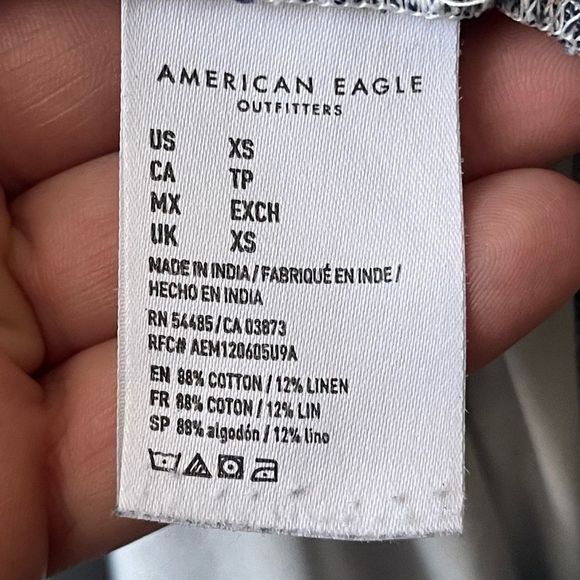 AMERICAN EAGLE
OUTFITTERS
US XS
CA TP
MX EXCH
UK XS
MADE IN INDIA / FABRIQUÉ EN INDE /
HECHO EN INDIA
RN 54485 / CA 03873
RFC# AEM120605U9A
EN 88% COTTON / 12% LINEN
FR 88% COTON / 12% LIN
SP 88% algodón / 12% lino